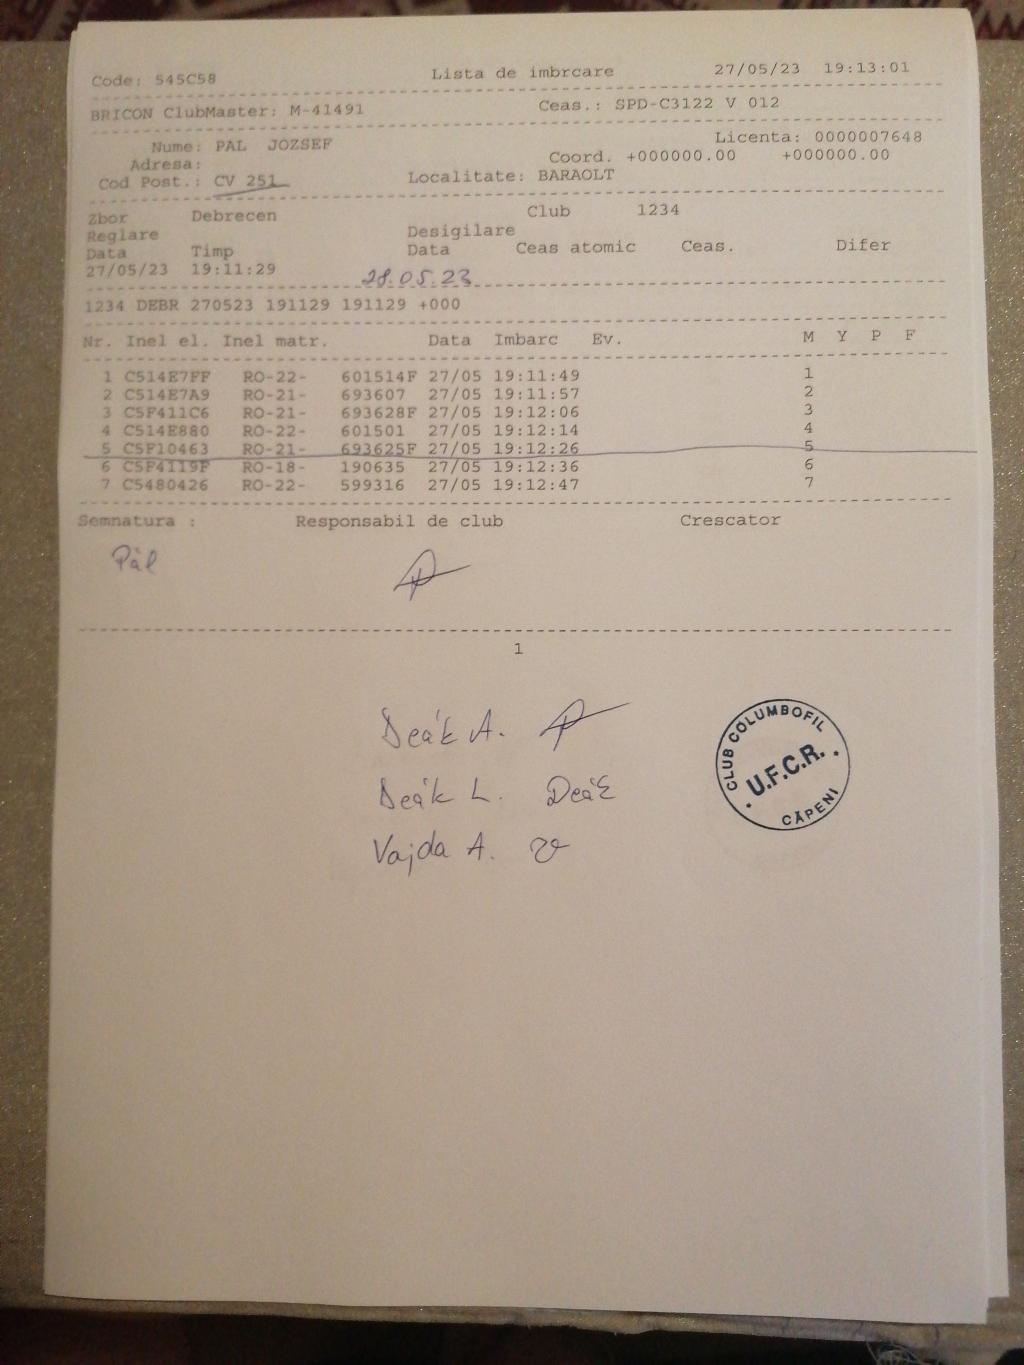 Code: 545C58 Lista de imbrcare 27/05/23 19:13:01
BRICON ClubMaster: M-41491 Ceas.: SPD-C3122 V 012
Nume: PAL JOZSEF Licenta: 0000007648
Adresa: Coord. +000000.00 +000000.00
Cod Post.: CV 251 Localitate: BARAOLT
Zbor Debrecen Club 1234
Reglare Desigilare
Data Timp Data Ceas atomic Ceas. Difer
27/05/23 19:11:29 28.05.23
1234 DEBR 270523 191129 191129 +000
Nr. Inel el. Inel matr. Data Imbarc Ev. M Y P F
1 C514E7FF RO-22- 601514F 27/05 19:11:49 1
2 C514E7A9 RO-21- 693607 27/05 19:11:57 2
3 C5F411C6 RO-21- 693628F 27/05 19:12:06 3
4 C514E880 RO-22- 601501 27/05 19:12:14 4
5 C5F10463 RO-21- 693625F 27/05 19:12:26 5
6 C5F4119F RO-18- 190635 27/05 19:12:36 6
7 C5480426 RO-22- 599316 27/05 19:12:47 7
Semnatura : Responsabil de club Crescator
Pál
1
Deák A.
Deák L. Deák
Vajda A.
CLUB COLUMBOFIL
U.F.C.R.
CĂPENI